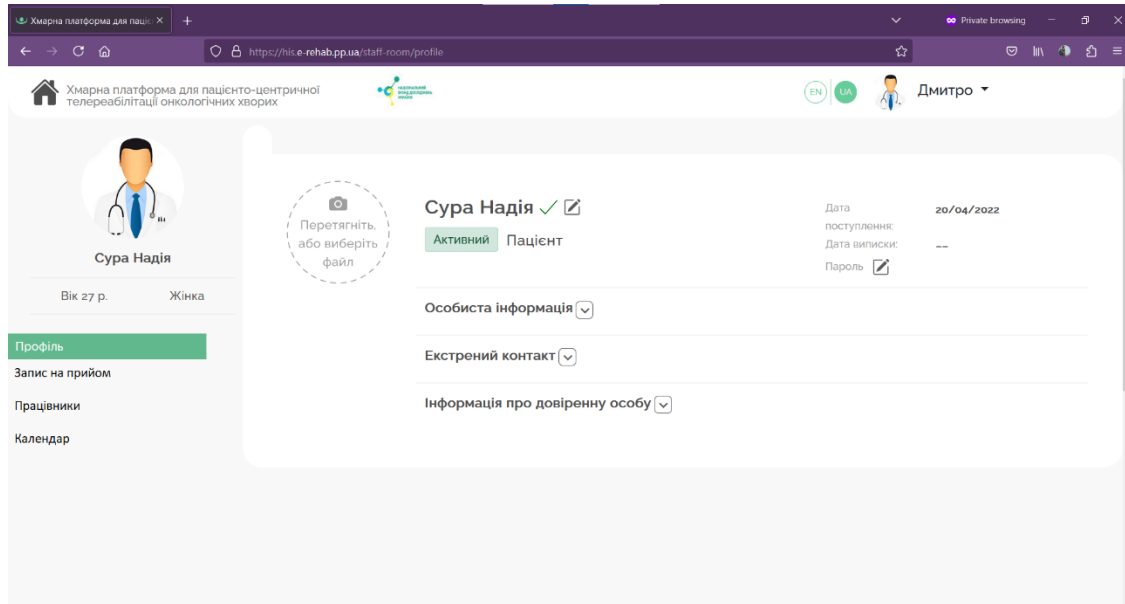 Хмарна платформа для паціє
Private browsing
https://his.e-rehab.pp.ua/staff-room/profile
Хмарна платформа для пацієнто-центричної
телереабілітації онкологічних хворих
EN UA
Дмитро
Сура Надія
Вік 27 р. Жінка
Профіль
Запис на прийом
Працівники
Календар
Перетягніть,
або виберіть
файл
Сура Надія
Активний Пацієнт
Дата
поступлення:
20/04/2022
Дата виписки: --
Пароль
Особиста інформація
Екстрений контакт
Інформація про довіренну особу